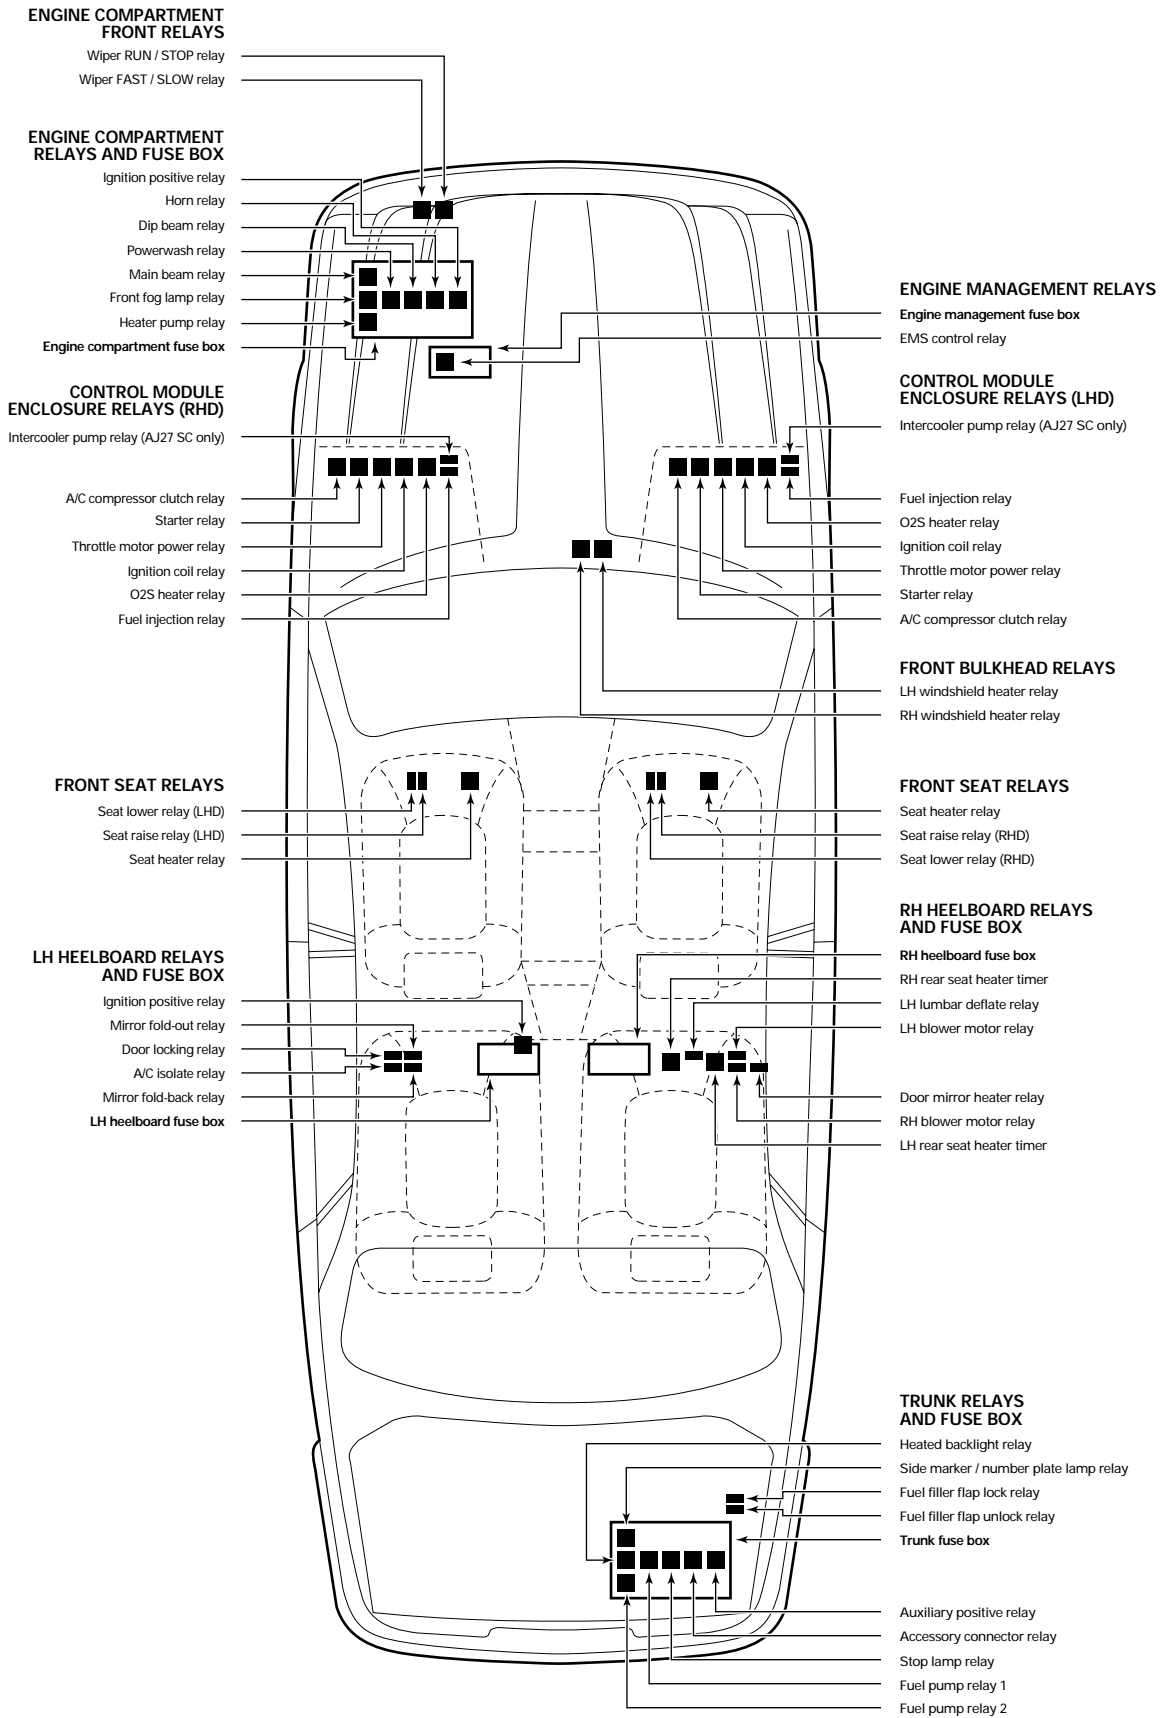 ENGINE COMPARTMENT
FRONT RELAYS
Wiper RUN / STOP relay
Wiper FAST / SLOW relay
ENGINE COMPARTMENT
RELAYS AND FUSE BOX
Ignition positive relay
Horn relay
Dip beam relay
Powerwash relay
Main beam relay
Front fog lamp relay
Heater pump relay
Engine compartment fuse box
CONTROL MODULE
ENCLOSURE RELAYS (RHD)
Intercooler pump relay (AJ27 SC only)
A/C compressor clutch relay
Starter relay
Throttle motor power relay
Ignition coil relay
O2S heater relay
Fuel injection relay
FRONT SEAT RELAYS
Seat lower relay (LHD)
Seat raise relay (LHD)
Seat heater relay
LH HEELBOARD RELAYS
AND FUSE BOX
Ignition positive relay
Mirror fold-out relay
Door locking relay
A/C isolate relay
Mirror fold-back relay
LH heelboard fuse box
ENGINE MANAGEMENT RELAYS
Engine management fuse box
EMS control relay
CONTROL MODULE
ENCLOSURE RELAYS (LHD)
Intercooler pump relay (AJ27 SC only)
Fuel injection relay
O2S heater relay
Ignition coil relay
Throttle motor power relay
Starter relay
A/C compressor clutch relay
FRONT BULKHEAD RELAYS
LH windshield heater relay
RH windshield heater relay
FRONT SEAT RELAYS
Seat heater relay
Seat raise relay (RHD)
Seat lower relay (RHD)
RH HEELBOARD RELAYS
AND FUSE BOX
RH heelboard fuse box
RH rear seat heater timer
LH lumbar deflate relay
LH blower motor relay
Door mirror heater relay
RH blower motor relay
LH rear seat heater timer
TRUNK RELAYS
AND FUSE BOX
Heated backlight relay
Side marker / number plate lamp relay
Fuel filler flap lock relay
Fuel filler flap unlock relay
Trunk fuse box
Auxiliary positive relay
Accessory connector relay
Stop lamp relay
Fuel pump relay 1
Fuel pump relay 2